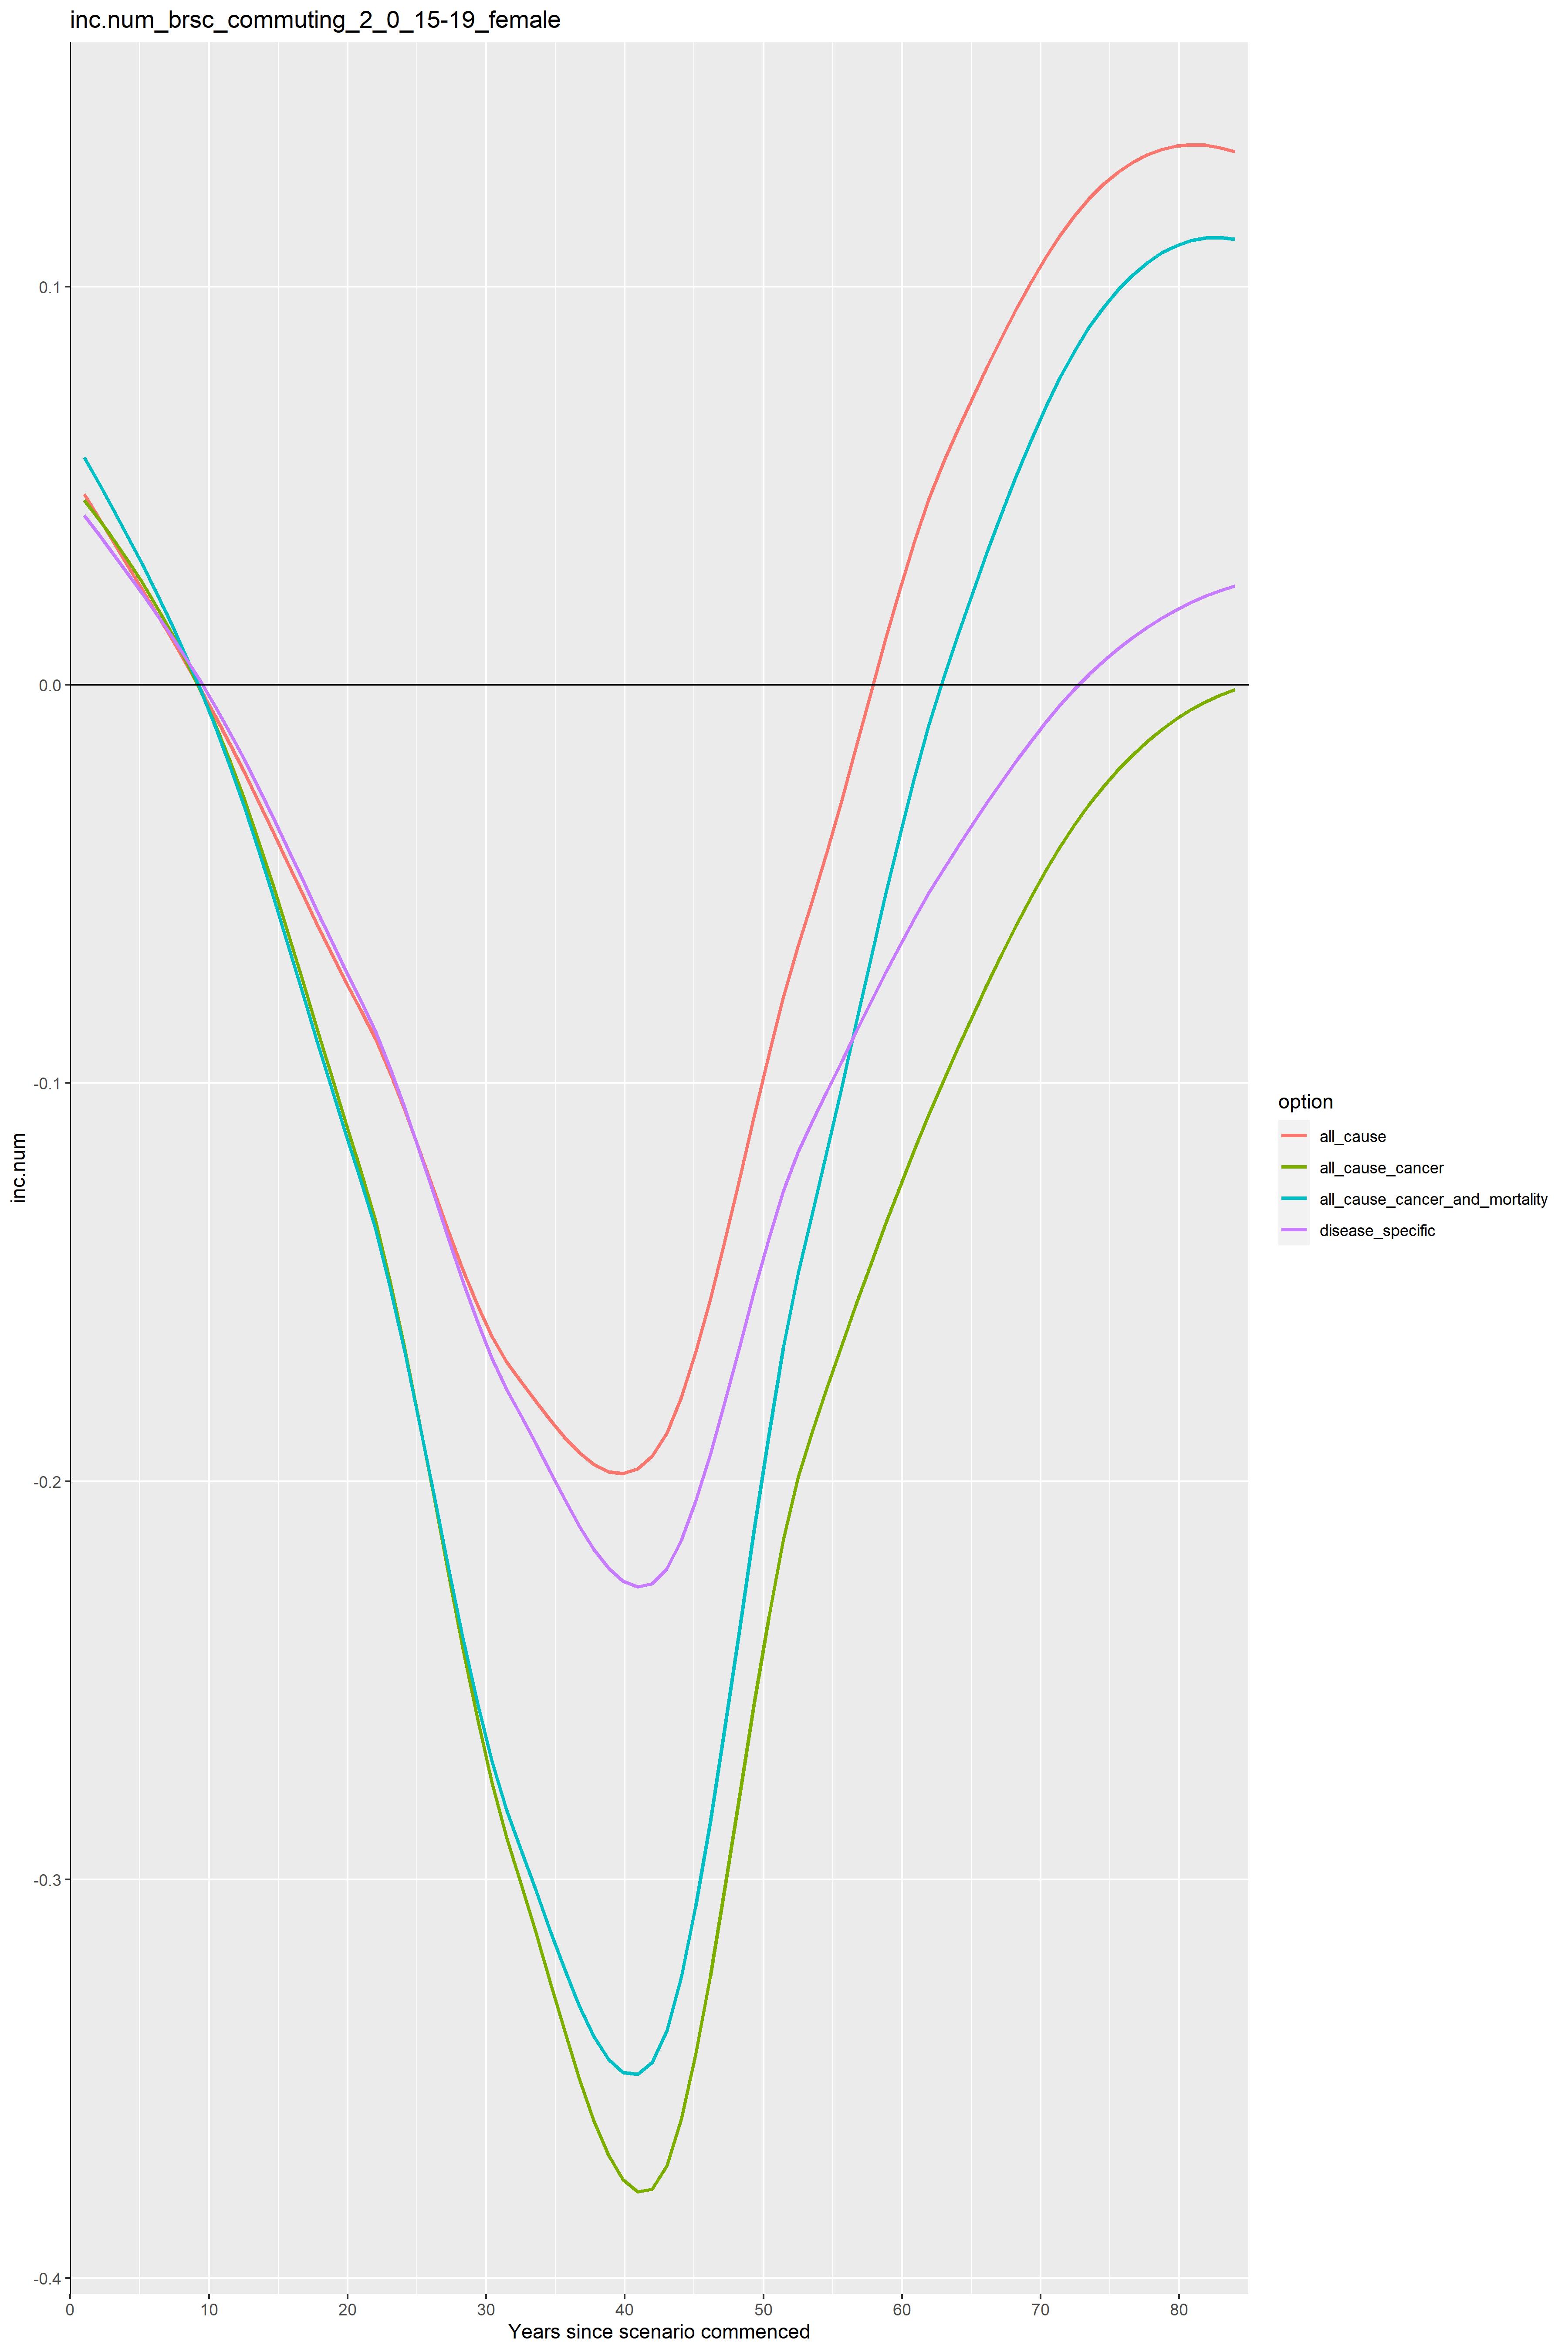 inc.num_brsc_commuting_2_0_15-19_female
0.1
0.0
-0.1
-0.2
-0.3
-0.4
inc.num
0 10 20 30 40 50 60 70 80
Years since scenario commenced
option
all_cause
all_cause_cancer
all_cause_cancer_and_mortality
disease_specific